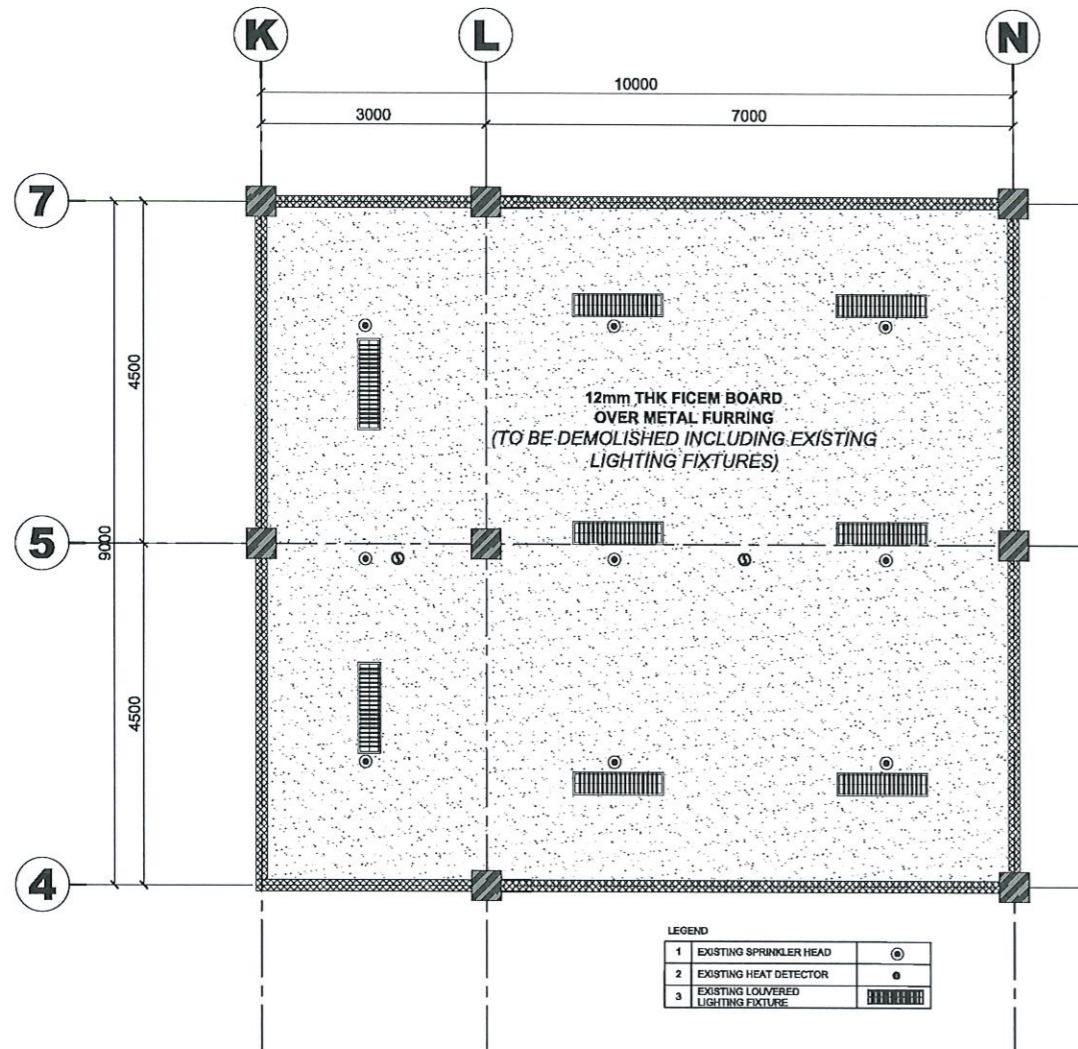 K
L
N
10000
3000
7000
7
4500
12mm THK FICEM BOARD
OVER METAL FURRING
(TO BE DEMOLISHED INCLUDING EXISTING
LIGHTING FIXTURES)
5
9000
4500
4
LEGEND
1 EXISTING SPRINKLER HEAD
2 EXISTING HEAT DETECTOR
3 EXISTING LOUVERED
LIGHTING FIXTURE